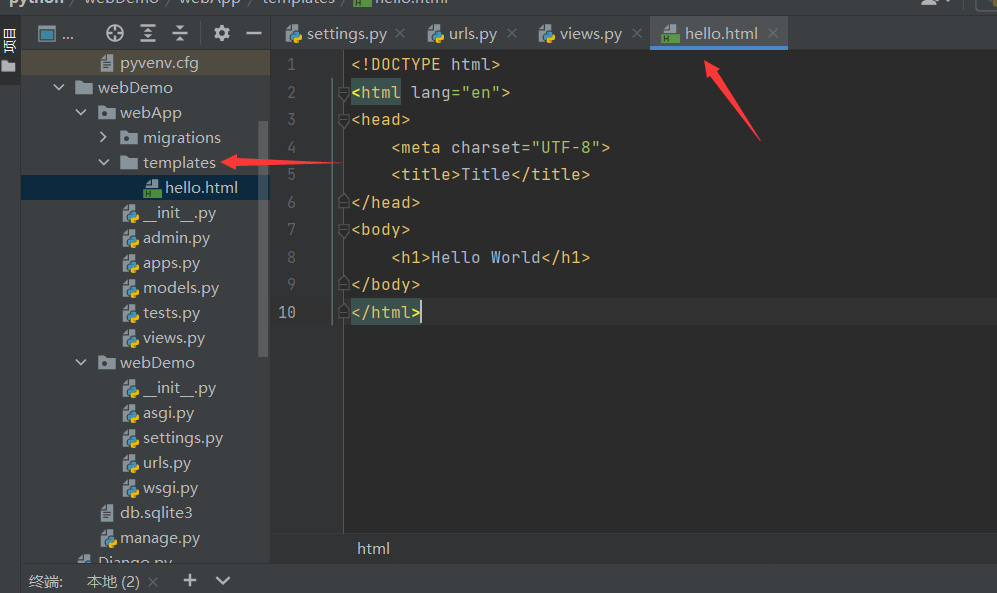 python webDemo webApp templates hello.html
项目
...
settings.py urls.py views.py hello.html
pyvenv.cfg
webDemo
webApp
migrations
templates
hello.html
__init__.py
admin.py
apps.py
models.py
tests.py
views.py
webDemo
__init__.py
asgi.py
settings.py
urls.py
wsgi.py
db.sqlite3
manage.py
Django.py
1 <!DOCTYPE html>
2 <html lang="en">
3 <head>
4 <meta charset="UTF-8">
5 <title>Title</title>
6 </head>
7 <body>
8 <h1>Hello World</h1>
9 </body>
10 </html>
html
终端: 本地 (2)